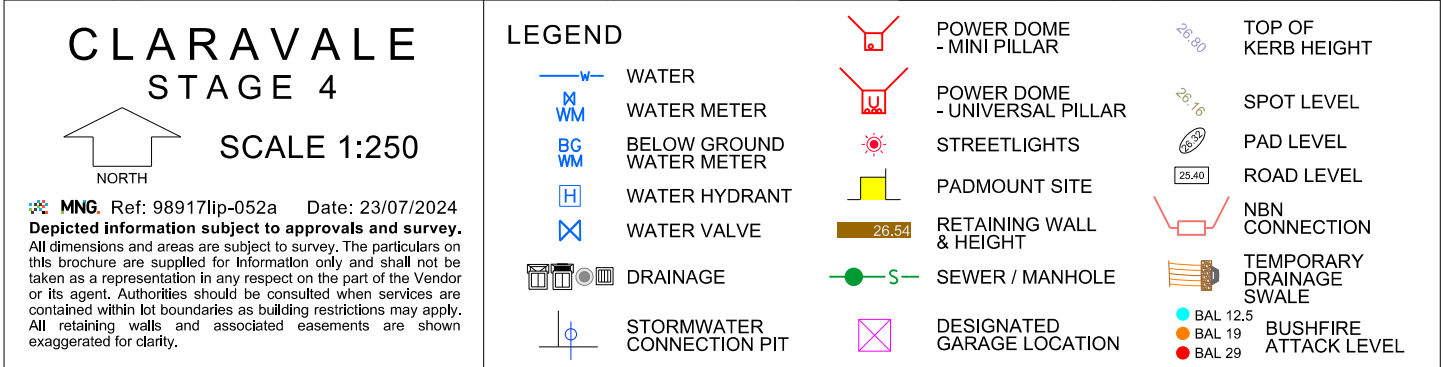 CLARAVALE
STAGE 4
SCALE 1:250
NORTH
MNG. Ref: 98917lip-052a Date: 23/07/2024
Depicted information subject to approvals and survey.
All dimensions and areas are subject to survey. The particulars on
this brochure are supplied for Information only and shall not be
taken as a representation in any respect on the part of the Vendor
or its agent. Authorities should be consulted when services are
contained within lot boundaries as building restrictions may apply.
All retaining walls and associated easements are shown
exaggerated for clarity.
LEGEND
W WATER
WM WATER METER
BG
WM
BELOW GROUND
WATER METER
H WATER HYDRANT
WATER VALVE
DRAINAGE
STORMWATER
CONNECTION PIT
POWER DOME
- MINI PILLAR
U
POWER DOME
- UNIVERSAL PILLAR
STREETLIGHTS
PADMOUNT SITE
26.54
RETAINING WALL
& HEIGHT
S SEWER / MANHOLE
DESIGNATED
GARAGE LOCATION
26.80
TOP OF
KERB HEIGHT
26.16 SPOT LEVEL
26.32 PAD LEVEL
25.40 ROAD LEVEL
NBN
CONNECTION
TEMPORARY
DRAINAGE
SWALE
BAL 12.5
BAL 19
BAL 29
BUSHFIRE
ATTACK LEVEL